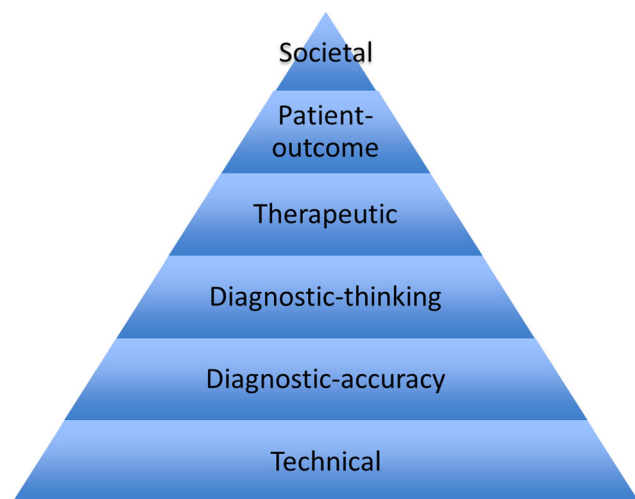 Societal
Patient-
outcome
Therapeutic
Diagnostic-thinking
Diagnostic-accuracy
Technical